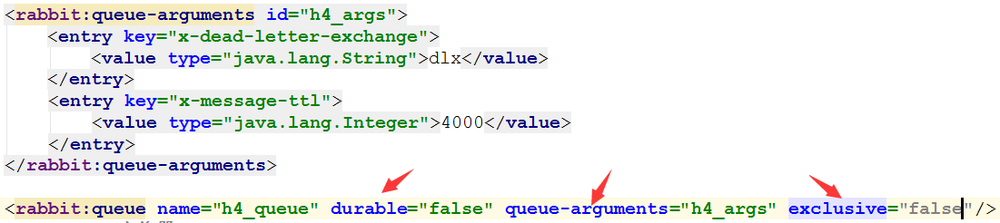 <rabbit:queue-arguments id="h4_args">
<entry key="x-dead-letter-exchange">
<value type="java.lang.String">dlx</value>
</entry>
<entry key="x-message-ttl">
<value type="java.lang.Integer">4000</value>
</entry>
</rabbit:queue-arguments>
<rabbit:queue name="h4_queue" durable="false" queue-arguments="h4_args" exclusive="false"/>